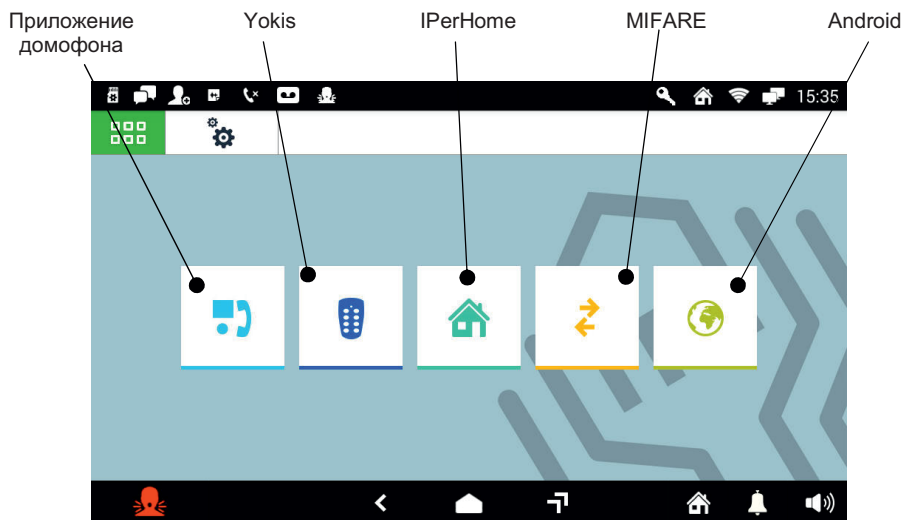 Приложение
домофона
Yokis
IPerHome
MIFARE
Android
15:35